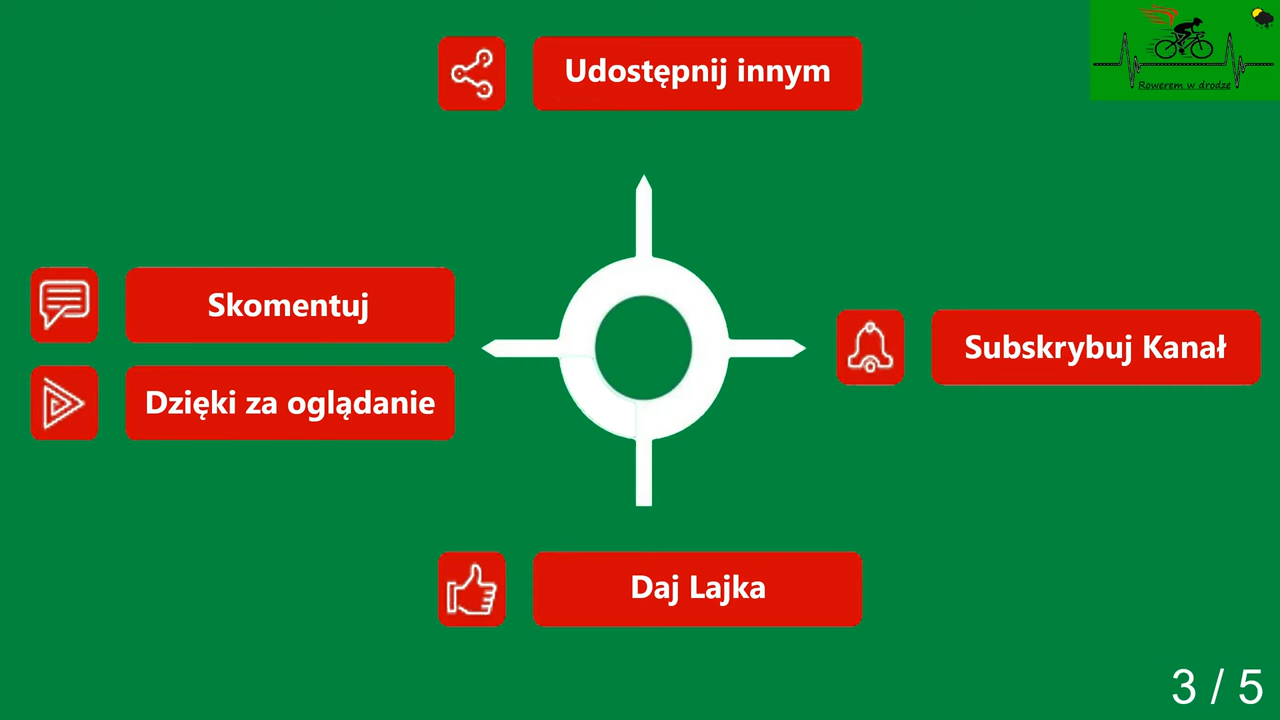 Udostępnij innym
Rowerem w drodze
Skomentuj
Dzięki za oglądanie
Subskrybuj Kanał
Daj Lajka
3 / 5